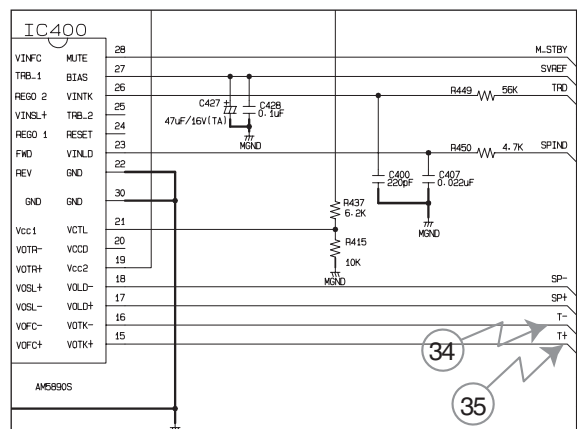 IC400
VINFC MUTE 28 M_STBY
TRB_1 BIAS 27 SVREF
REGO 2 VINTK 26 TRD
VINSL+ TRB_2 25
REGO 1 RESET 24
FWD VINLD 23 SPIND
REV GND 22
GND GND 30
Vcc1 VCTL 21
VOTR- VCCD 20
VOTR+ Vcc2 19
VOSL+ VOLD- 18 SP-
VOSL- VOLD+ 17 SP+
VOFC- VOTK- 16 T-
VOFC+ VOTK+ 15 T+
AM5890S
C427 +
47uF/16V(TA)
C428
0.1uF
MGND
R449 56K
R450 4.7K
C400
220pF
C407
0.022uF
MGND
R437
6.2K
R415
10K
MGND
34
35